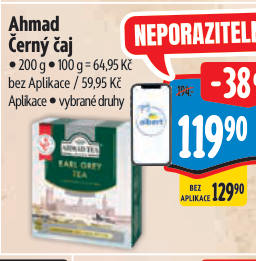 Ahmad
Černý čaj
• 200 g • 100 g = 64,95 Kč
bez Aplikace / 59,95 Kč
Aplikace • vybrané druhy
NEPORAZITELN
-38
119 90
albert
BEZ
APLIKACE 129 90
AHMAD TEA
EARL GREY
TEA